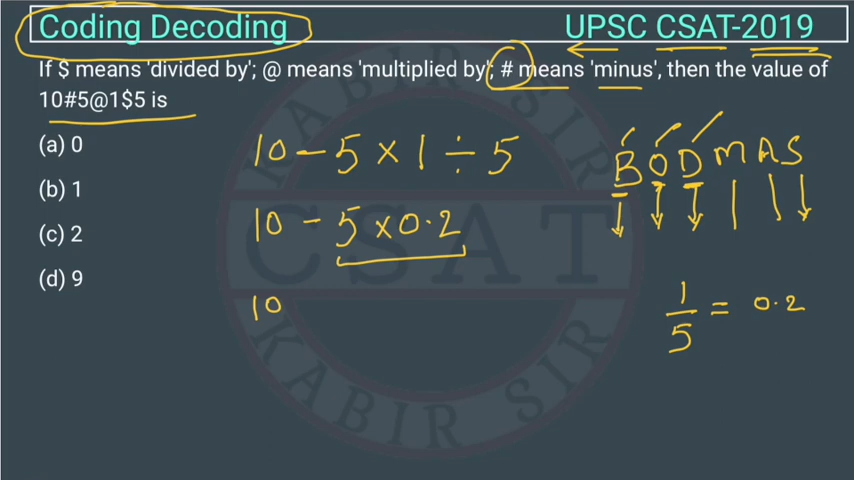 Coding Decoding
UPSC CSAT-2019
If $ means 'divided by'; @ means 'multiplied by'; # means 'minus', then the value of
10#5@1$5 is
(a) 0
(b) 1
(c) 2
(d) 9
10 - 5 × 1 ÷ 5
10 - 5 × 0.2
10
BODMAS
1/5 = 0.2
KABIR SIR
CSAT
KABIR SIR